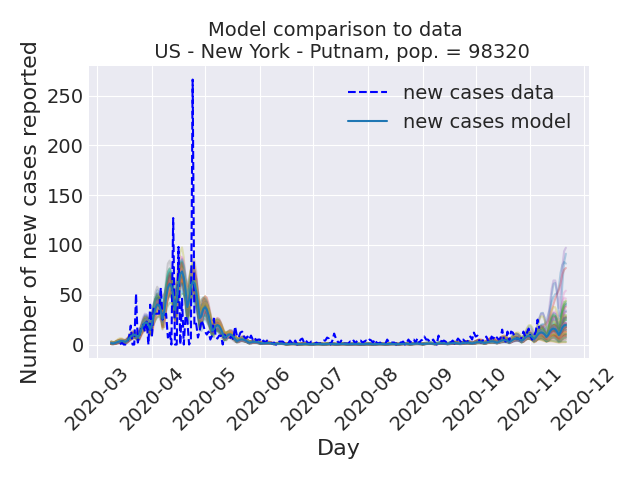 Model comparison to data
US - New York - Putnam, pop. = 98320
Number of new cases reported
250
200
150
100
50
0
new cases data
new cases model
2020-03
2020-04
2020-05
2020-06
2020-07
2020-08
2020-09
2020-10
2020-11
2020-12
Day